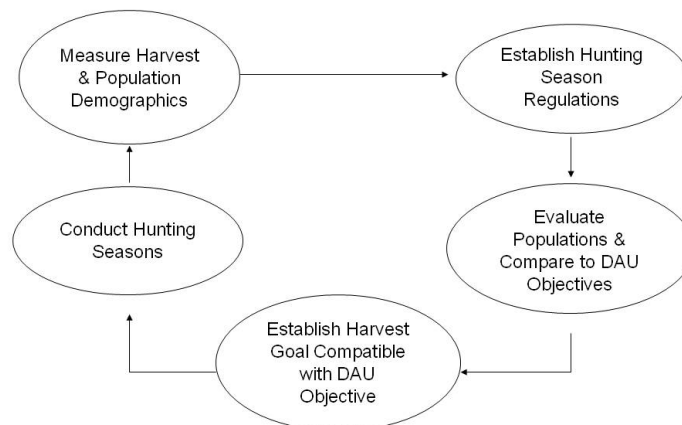 Measure Harvest
& Population
Demographics
Establish Hunting
Season
Regulations
Evaluate
Populations &
Compare to DAU
Objectives
Establish Harvest
Goal Compatible
with DAU
Objective
Conduct Hunting
Seasons